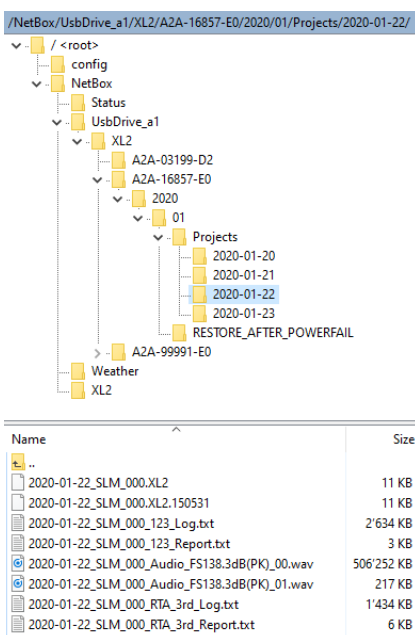 /NetBox/UsbDrive_a1/XL2/A2A-16857-E0/2020/01/Projects/2020-01-22/
/ <root>
config
NetBox
Status
UsbDrive_a1
XL2
A2A-03199-D2
A2A-16857-E0
2020
01
Projects
2020-01-20
2020-01-21
2020-01-22
2020-01-23
RESTORE_AFTER_POWERFAIL
A2A-99991-E0
Weather
XL2
Name Size
..
2020-01-22_SLM_000.XL2 11 KB
2020-01-22_SLM_000.XL2.150531 11 KB
2020-01-22_SLM_000_123_Log.txt 2'634 KB
2020-01-22_SLM_000_123_Report.txt 3 KB
2020-01-22_SLM_000_Audio_FS138.3dB(PK)_00.wav 506'252 KB
2020-01-22_SLM_000_Audio_FS138.3dB(PK)_01.wav 217 KB
2020-01-22_SLM_000_RTA_3rd_Log.txt 1'434 KB
2020-01-22_SLM_000_RTA_3rd_Report.txt 6 KB